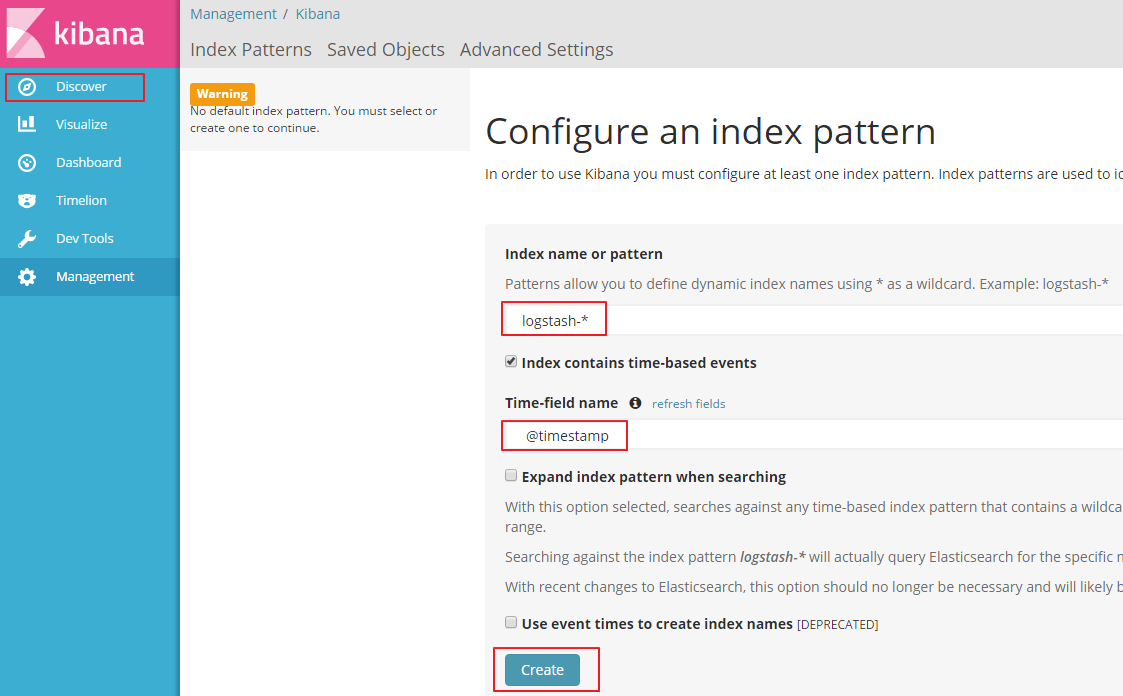 kibana
Discover
Visualize
Dashboard
Timelion
Dev Tools
Management
Management / Kibana
Index Patterns Saved Objects Advanced Settings
Warning
No default index pattern. You must select or
create one to continue.
Configure an index pattern
In order to use Kibana you must configure at least one index pattern. Index patterns are used to
Index name or pattern
Patterns allow you to define dynamic index names using * as a wildcard. Example: logstash-*
logstash-*
Index contains time-based events
Time-field name refresh fields
@timestamp
Expand index pattern when searching
With this option selected, searches against any time-based index pattern that contains a
range.
Searching against the index pattern logstash-* will actually query Elasticsearch for the specific
With recent changes to Elasticsearch, this option should no longer be necessary and will likely
Use event times to create index names [DEPRECATED]
Create